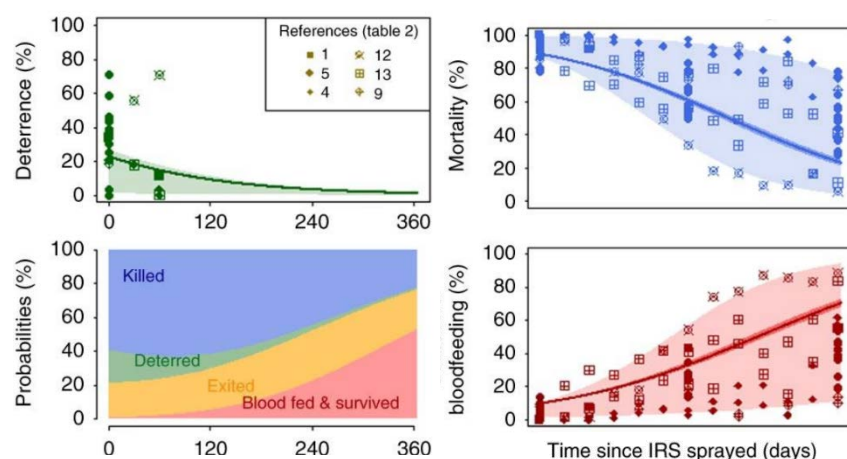 Deterrence (%)
100
80
60
40
20
0
0 120 240 360
References (table 2)
1 12
5 13
4 9
Mortality (%)
100
80
60
40
20
0
Probabilities (%)
100
80
60
40
20
0
Killed
Deterred
Exited
Blood fed & survived
0 120 240 360
bloodfeeding (%)
100
80
60
40
20
0
Time since IRS sprayed (days)